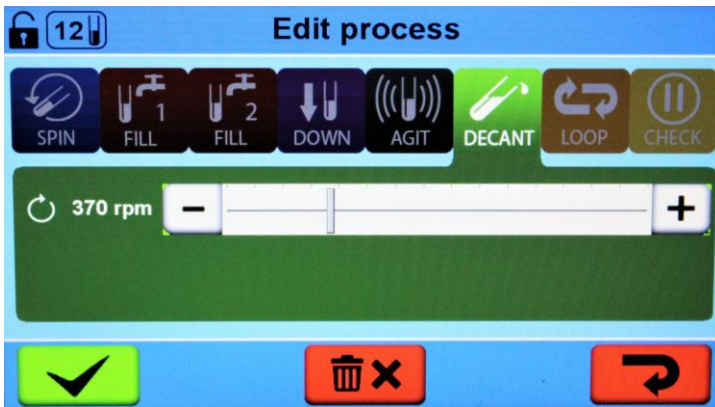 12 Edit process
SPIN
1 FILL
2 FILL
DOWN
AGIT
DECANT
LOOP
CHECK
370 rpm − +